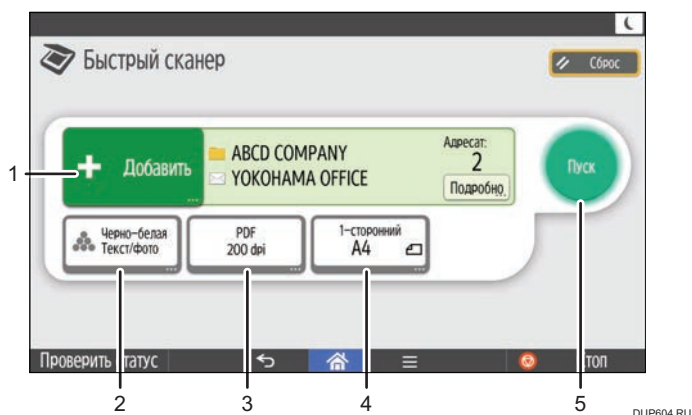 Быстрый сканер
Сброс
1
Добавить
ABCD COMPANY
YOKOHAMA OFFICE
Адресат:
2
Подробно
Пуск
Черно-белая
Текст/фото
PDF
200 dpi
1-сторонний
A4
Проверить статус
Стоп
2
3
4
5
DUP604 RU